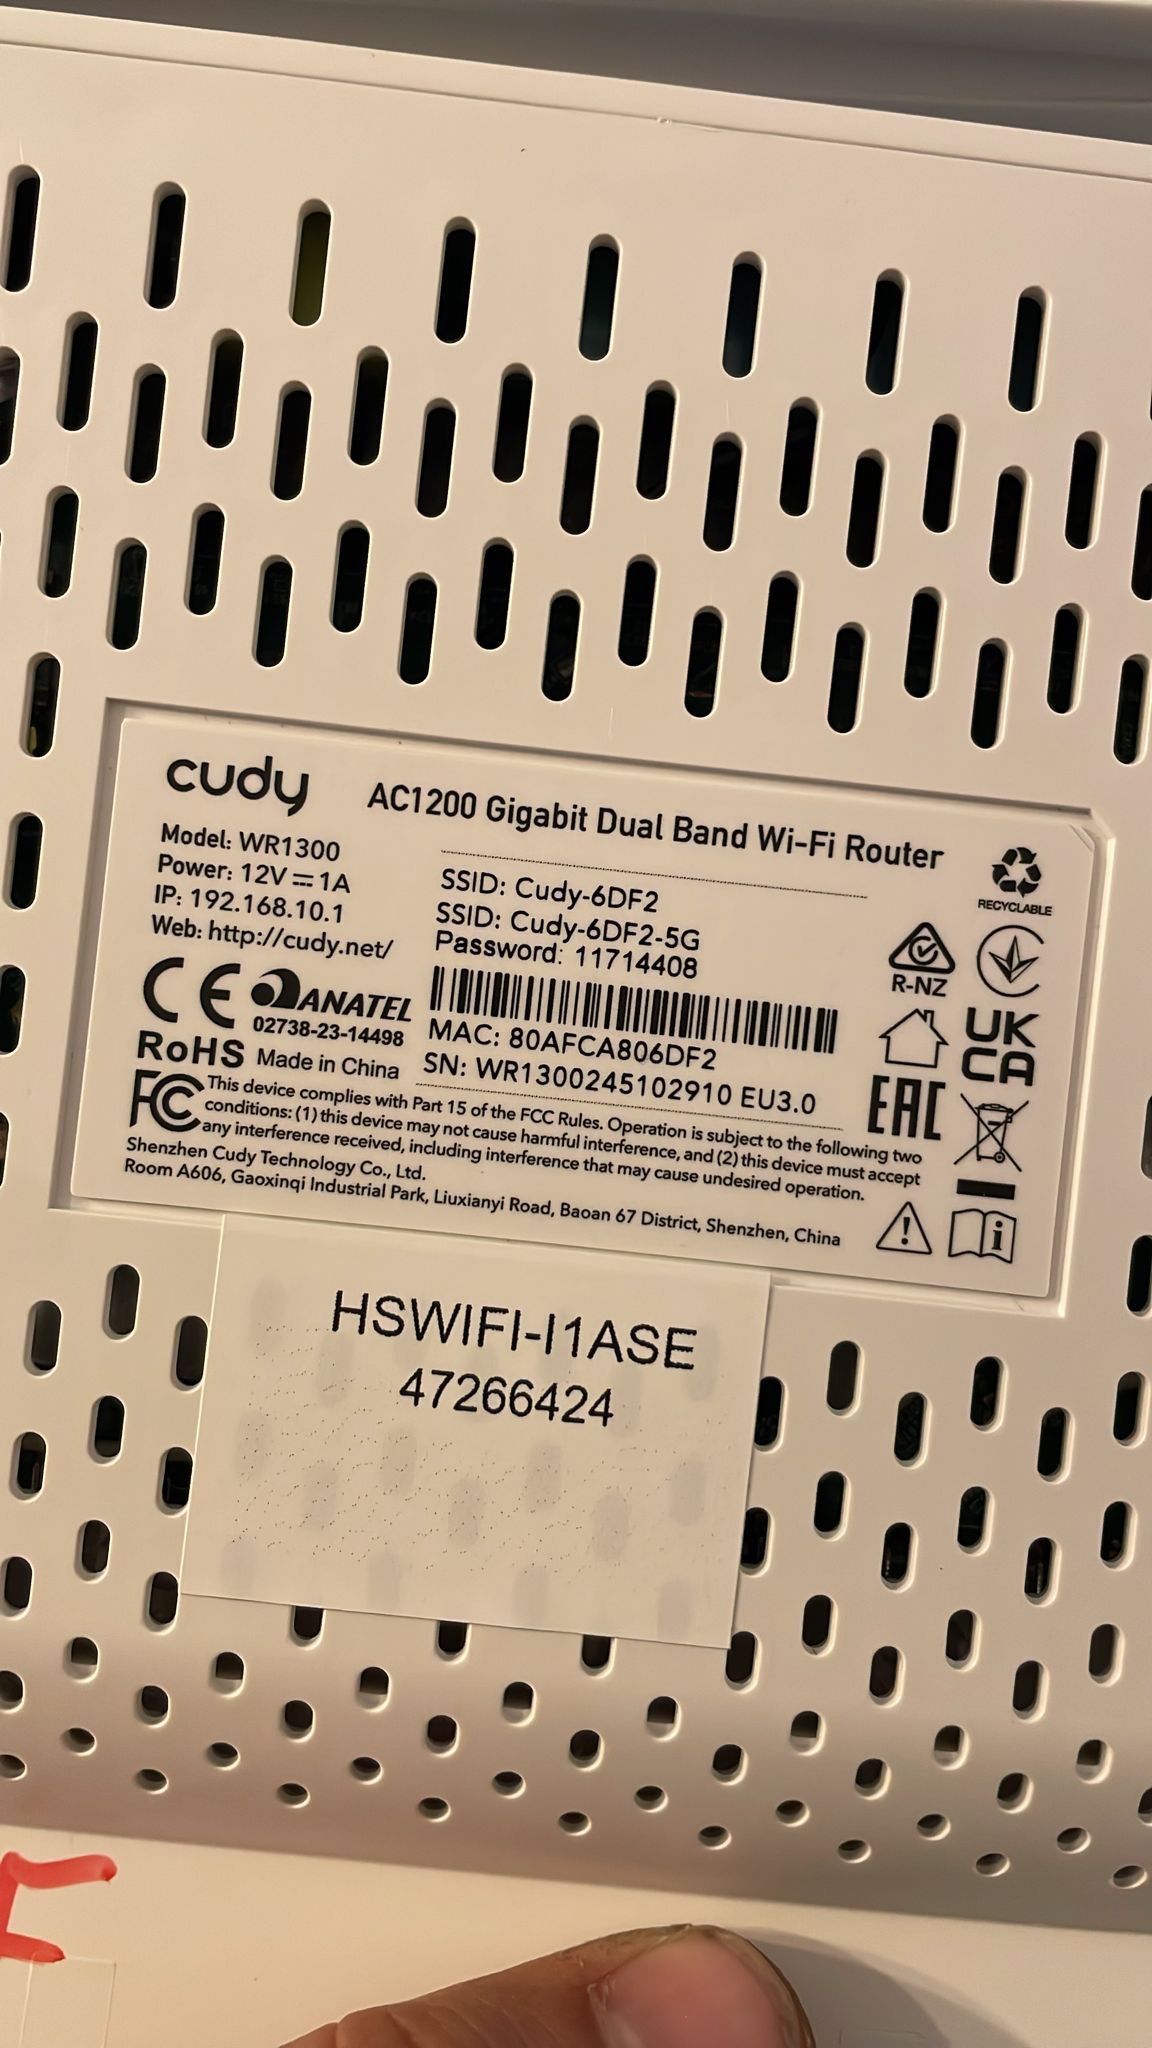 cudy
AC1200 Gigabit Dual Band Wi-Fi Router
Model: WR1300
Power: 12V ⎓ 1A
IP: 192.168.10.1
Web: http://cudy.net/
SSID: Cudy-6DF2
SSID: Cudy-6DF2-5G
Password: 11714408
MAC: 80AFCA806DF2
SN: WR1300245102910 EU3.0
CE
ANATEL
02738-23-14498
RoHS Made in China
RECYCLABLE
R-NZ
UK
CA
EAC
FC
This device complies with Part 15 of the FCC Rules. Operation is subject to the following two
conditions: (1) this device may not cause harmful interference, and (2) this device must accept
any interference received, including interference that may cause undesired operation.
Shenzhen Cudy Technology Co., Ltd.
Room A606, Gaoxinqi Industrial Park, Liuxianyi Road, Baoan 67 District, Shenzhen, China
HSWIFI-I1ASE
47266424